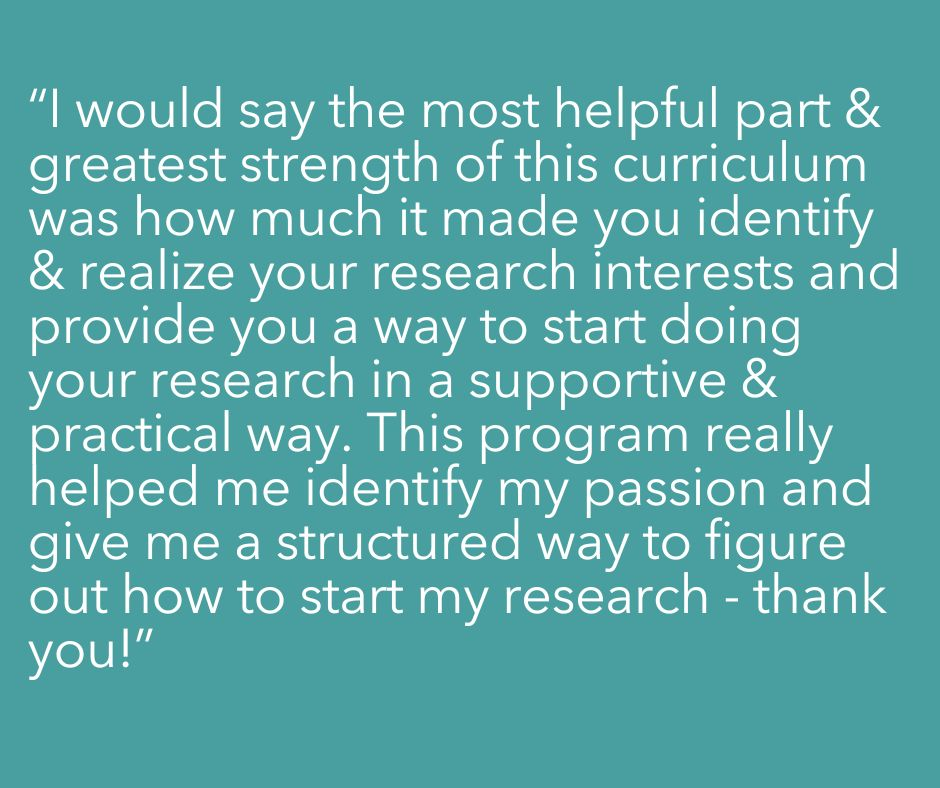 “I would say the most helpful part &
greatest strength of this curriculum
was how much it made you identify
& realize your research interests and
provide you a way to start doing
your research in a supportive &
practical way. This program really
helped me identify my passion and
give me a structured way to figure
out how to start my research - thank
you!”